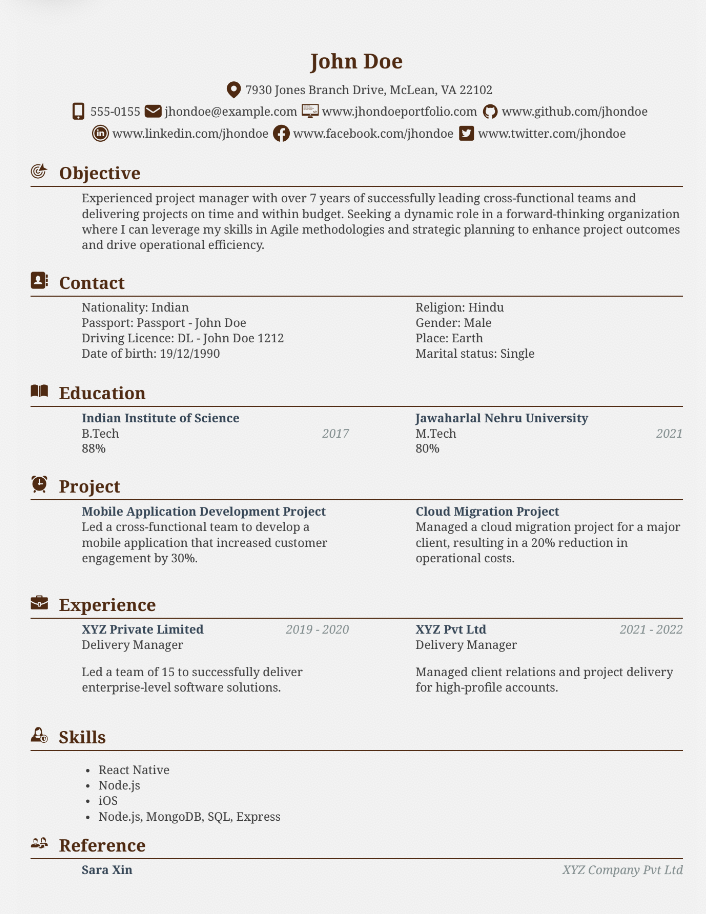 John Doe
7930 Jones Branch Drive, McLean, VA 22102
555-0155 jhondoe@example.com www.jhondoeportfolio.com www.github.com/jhondoe
www.linkedin.com/jhondoe www.facebook.com/jhondoe www.twitter.com/jhondoe
Objective
Experienced project manager with over 7 years of successfully leading cross-functional teams and
delivering projects on time and within budget. Seeking a dynamic role in a forward-thinking organization
where I can leverage my skills in Agile methodologies and strategic planning to enhance project outcomes
and drive operational efficiency.
Contact
Nationality: Indian
Passport: Passport - John Doe
Driving Licence: DL - John Doe 1212
Date of birth: 19/12/1990
Religion: Hindu
Gender: Male
Place: Earth
Marital status: Single
Education
Indian Institute of Science
B.Tech 2017
88%
Jawaharlal Nehru University
M.Tech 2021
80%
Project
Mobile Application Development Project
Led a cross-functional team to develop a
mobile application that increased customer
engagement by 30%.
Cloud Migration Project
Managed a cloud migration project for a major
client, resulting in a 20% reduction in
operational costs.
Experience
XYZ Private Limited 2019 - 2020
Delivery Manager
Led a team of 15 to successfully deliver
enterprise-level software solutions.
XYZ Pvt Ltd 2021 - 2022
Delivery Manager
Managed client relations and project delivery
for high-profile accounts.
Skills
• React Native
• Node.js
• iOS
• Node.js, MongoDB, SQL, Express
Reference
Sara Xin XYZ Company Pvt Ltd